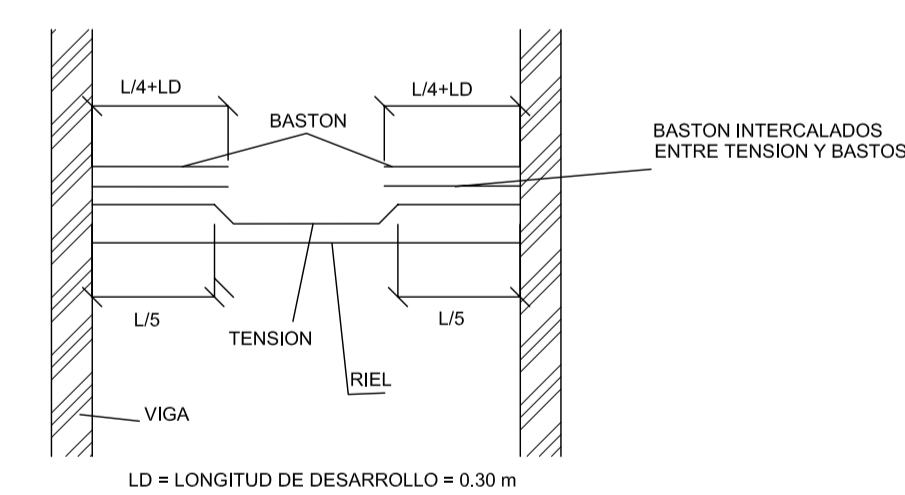 L/4+LD
L/4+LD
BASTON
BASTON INTERCALADOS
ENTRE TENSION Y BASTOS
L/5
L/5
TENSION
RIEL
VIGA
LD = LONGITUD DE DESARROLLO = 0.30 m